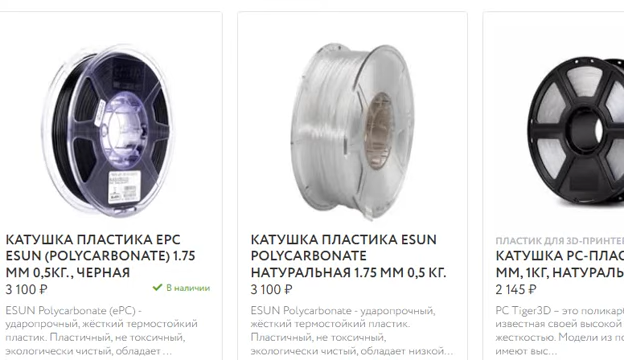 КАТУШКА ПЛАСТИКА EPC
ESUN (POLYCARBONATE) 1.75
ММ 0,5КГ., ЧЕРНАЯ
3 100 ₽
В наличии
ESUN Polycarbonate (ePC) -
ударопрочный, жёсткий термостойкий
пластик. Пластичный, не токсичный,
экологически чистый, обладает ...
КАТУШКА ПЛАСТИКА ESUN
POLYCARBONATE
НАТУРАЛЬНАЯ 1.75 ММ 0,5 КГ.
3 100 ₽
ESUN Polycarbonate - ударопрочный,
жёсткий термостойкий пластик.
Пластичный, не токсичный,
экологически чистый, обладает низкой...
ПЛАСТИК ДЛЯ 3D-ПРИНТЕ
КАТУШКА PC-ПЛА
ММ, 1КГ, НАТУРАЛЬ
2 145 ₽
PC Tiger3D – это поликар
известная своей высокой
жесткостью. Модели из по
имеют выс...